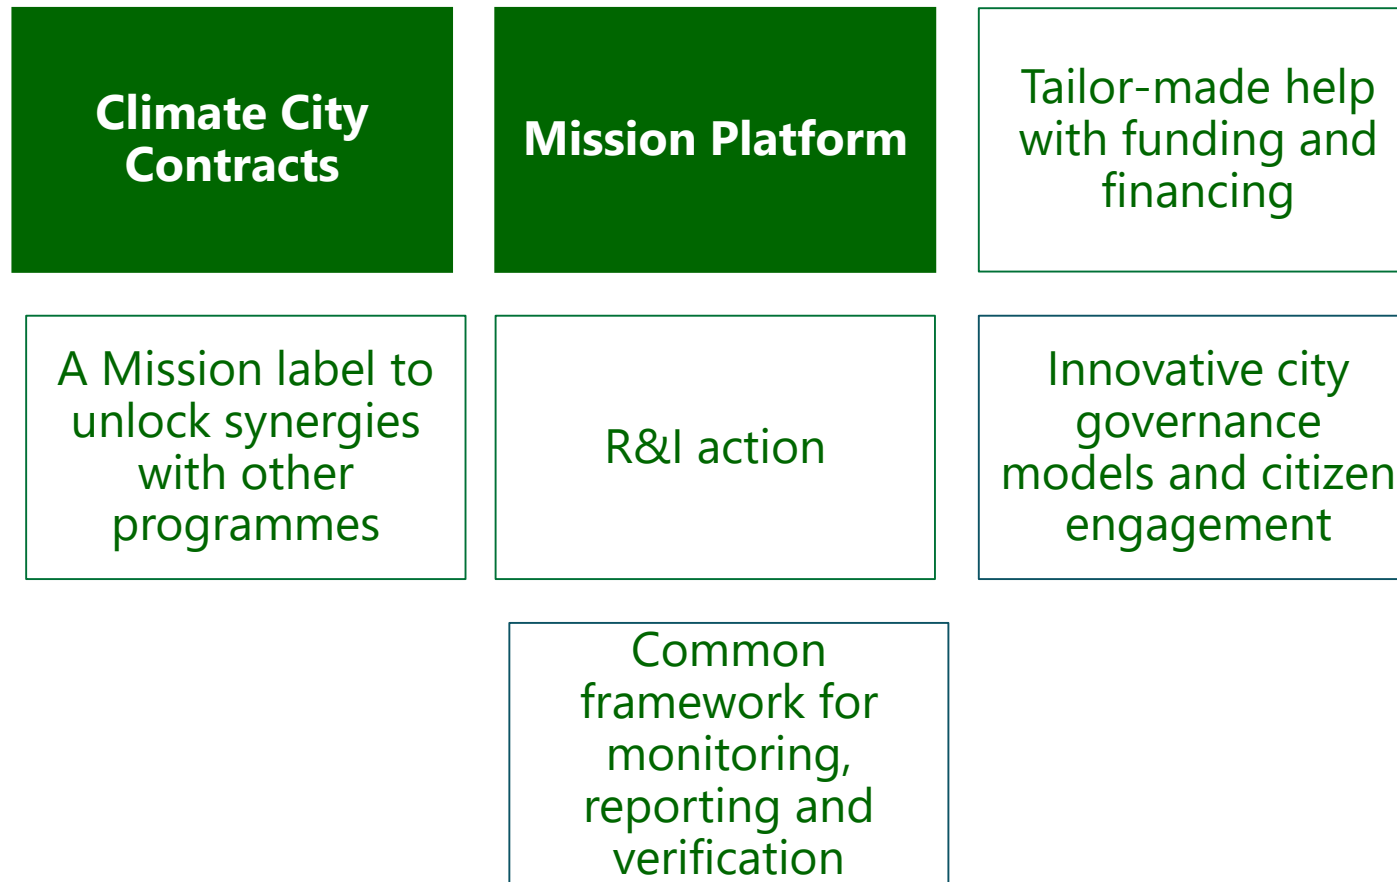 Climate City
Contracts
Mission Platform
Tailor-made help
with funding and
financing
A Mission label to
unlock synergies
with other
programmes
R&I action
Innovative city
governance
models and citizen
engagement
Common
framework for
monitoring,
reporting and
verification